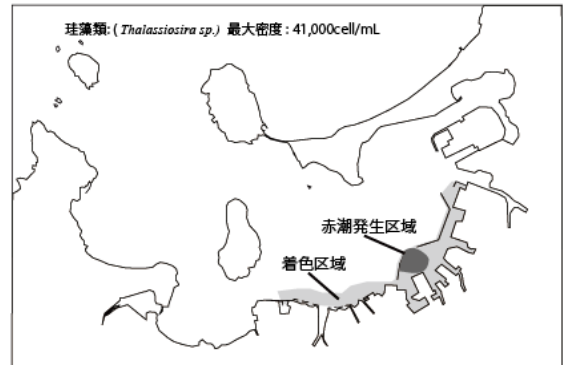 珪藻類: ( Thalassiosira sp.) 最大密度 : 41,000cell/mL
赤潮発生区域
着色区域